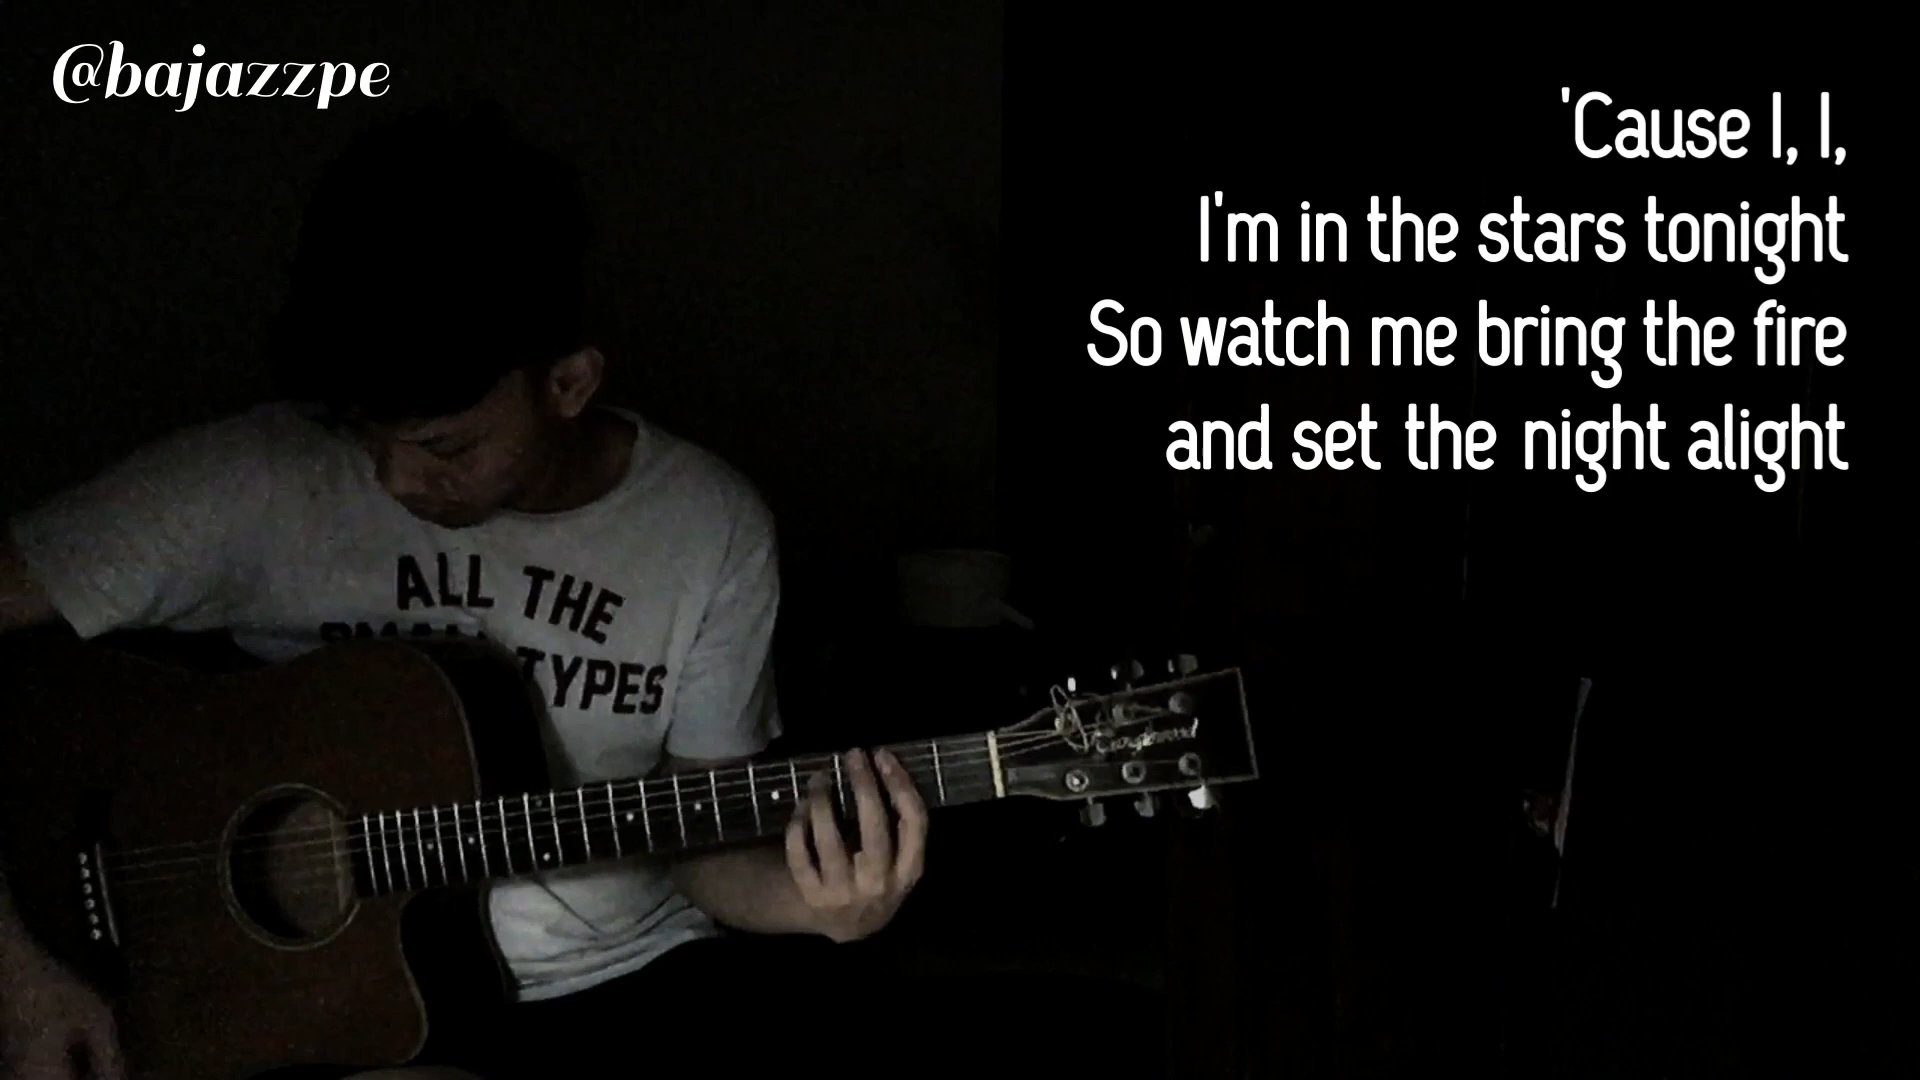 @bajazzpe
'Cause I, I,
I'm in the stars tonight
So watch me bring the fire
and set the night alight
ALL THE
TYPES
Tanglewood